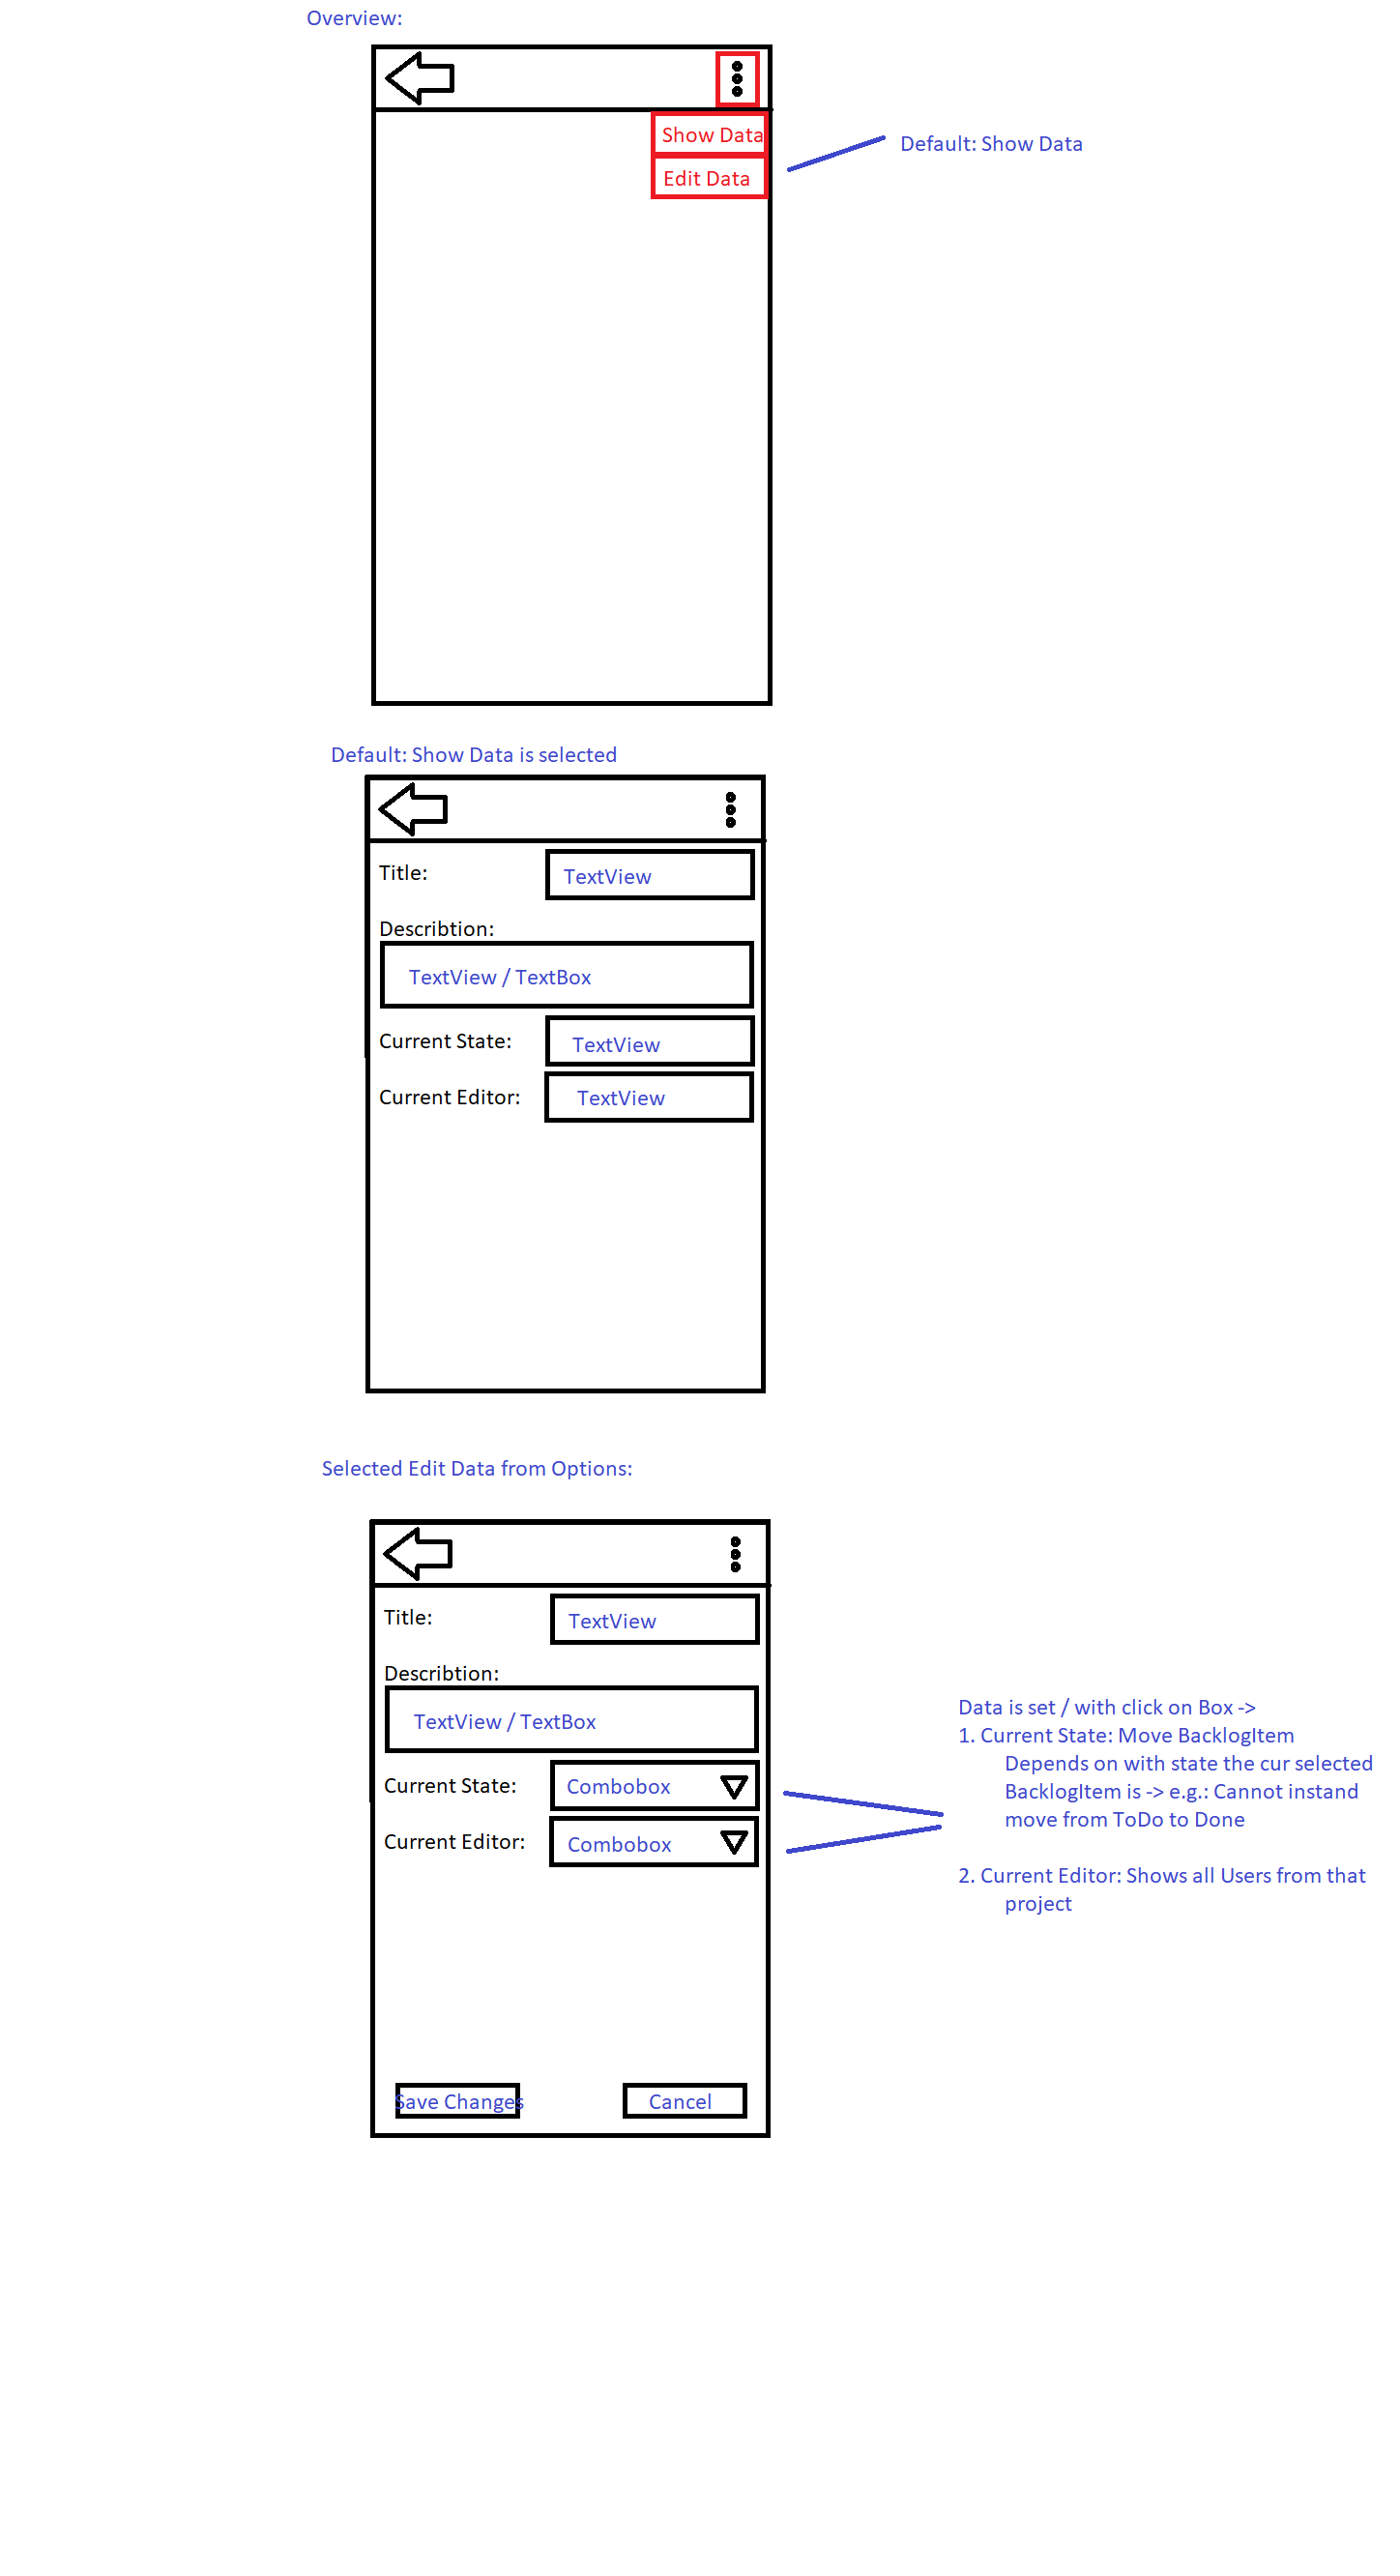 Overview:
Show Data
Edit Data
Default: Show Data
Default: Show Data is selected
Title:
TextView
Describtion:
TextView / TextBox
Current State:
TextView
Current Editor:
TextView
Selected Edit Data from Options:
Title:
TextView
Describtion:
TextView / TextBox
Current State:
Combobox
Current Editor:
Combobox
Data is set / with click on Box ->
1. Current State: Move BacklogItem
Depends on with state the cur selected
BacklogItem is -> e.g.: Cannot instand
move from ToDo to Done
2. Current Editor: Shows all Users from that
project
Save Changes
Cancel